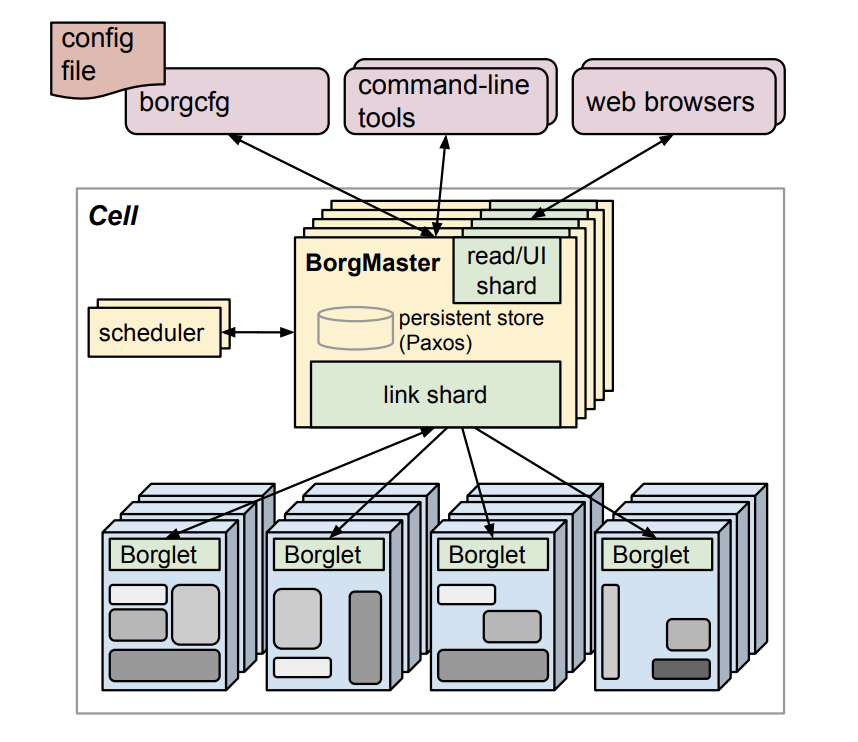 config
file
borgcfg
command-line
tools
web browsers
Cell
BorgMaster
read/UI
shard
scheduler
persistent store
(Paxos)
link shard
Borglet
Borglet
Borglet
Borglet